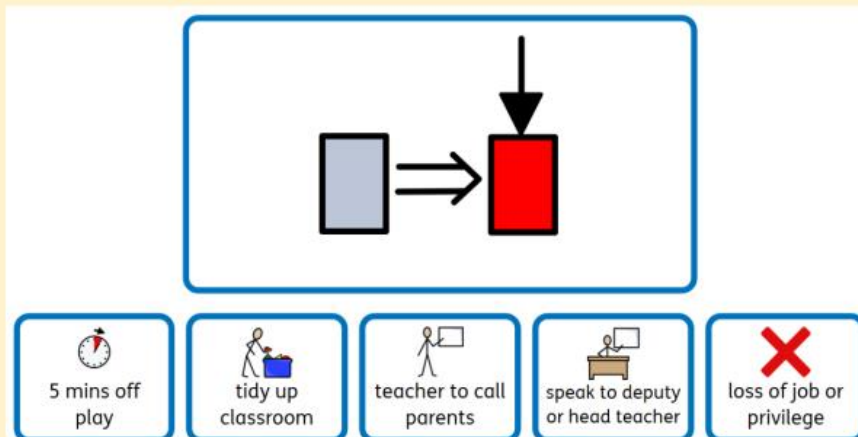 5 mins off
play
tidy up
classroom
teacher to call
parents
speak to deputy
or head teacher
loss of job or
privilege